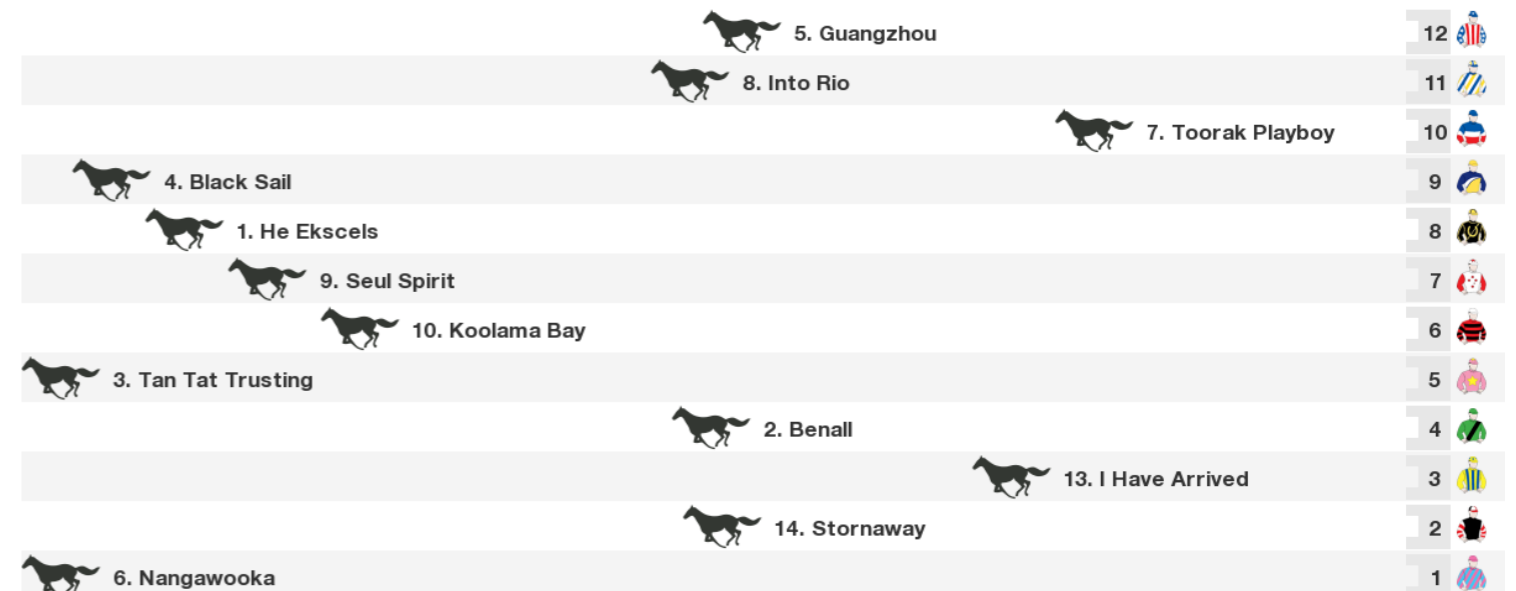 5. Guangzhou 12
8. Into Rio 11
7. Toorak Playboy 10
4. Black Sail 9
1. He Ekscels 8
9. Seul Spirit 7
10. Koolama Bay 6
3. Tan Tat Trusting 5
2. Benall 4
13. I Have Arrived 3
14. Stornaway 2
6. Nangawooka 1